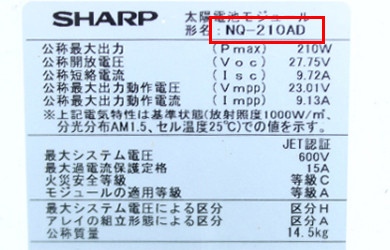 SHARP 太陽電池モジュール
形名：NQ-210AD
公称最大出力 (Pmax) 210W
公称開放電圧 (Voc) 27.75V
公称短絡電流 (Isc) 9.72A
公称最大出力動作電圧 (Vmpp) 23.01V
公称最大出力動作電流 (Impp) 9.13A
※上記電気特性は基準状態(放射照度1000W/㎡、
分光分布AM1.5、セル温度25℃)での値を示す。
JET認証
最大システム電圧 600V
最大過電流保護定格 15A
火災安全等級 等級C
モジュールの適用等級 等級A
最大システム電圧による区分 区分H
アレイの組立形態による区分 区分A
公称質量 14.5kg